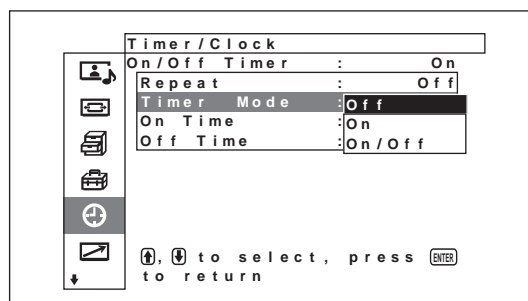 Timer/Clock
On/Off Timer : On
Repeat : Off
Timer Mode : Off
On
On/Off
On Time :
Off Time :
, to select, press ENTER
to return